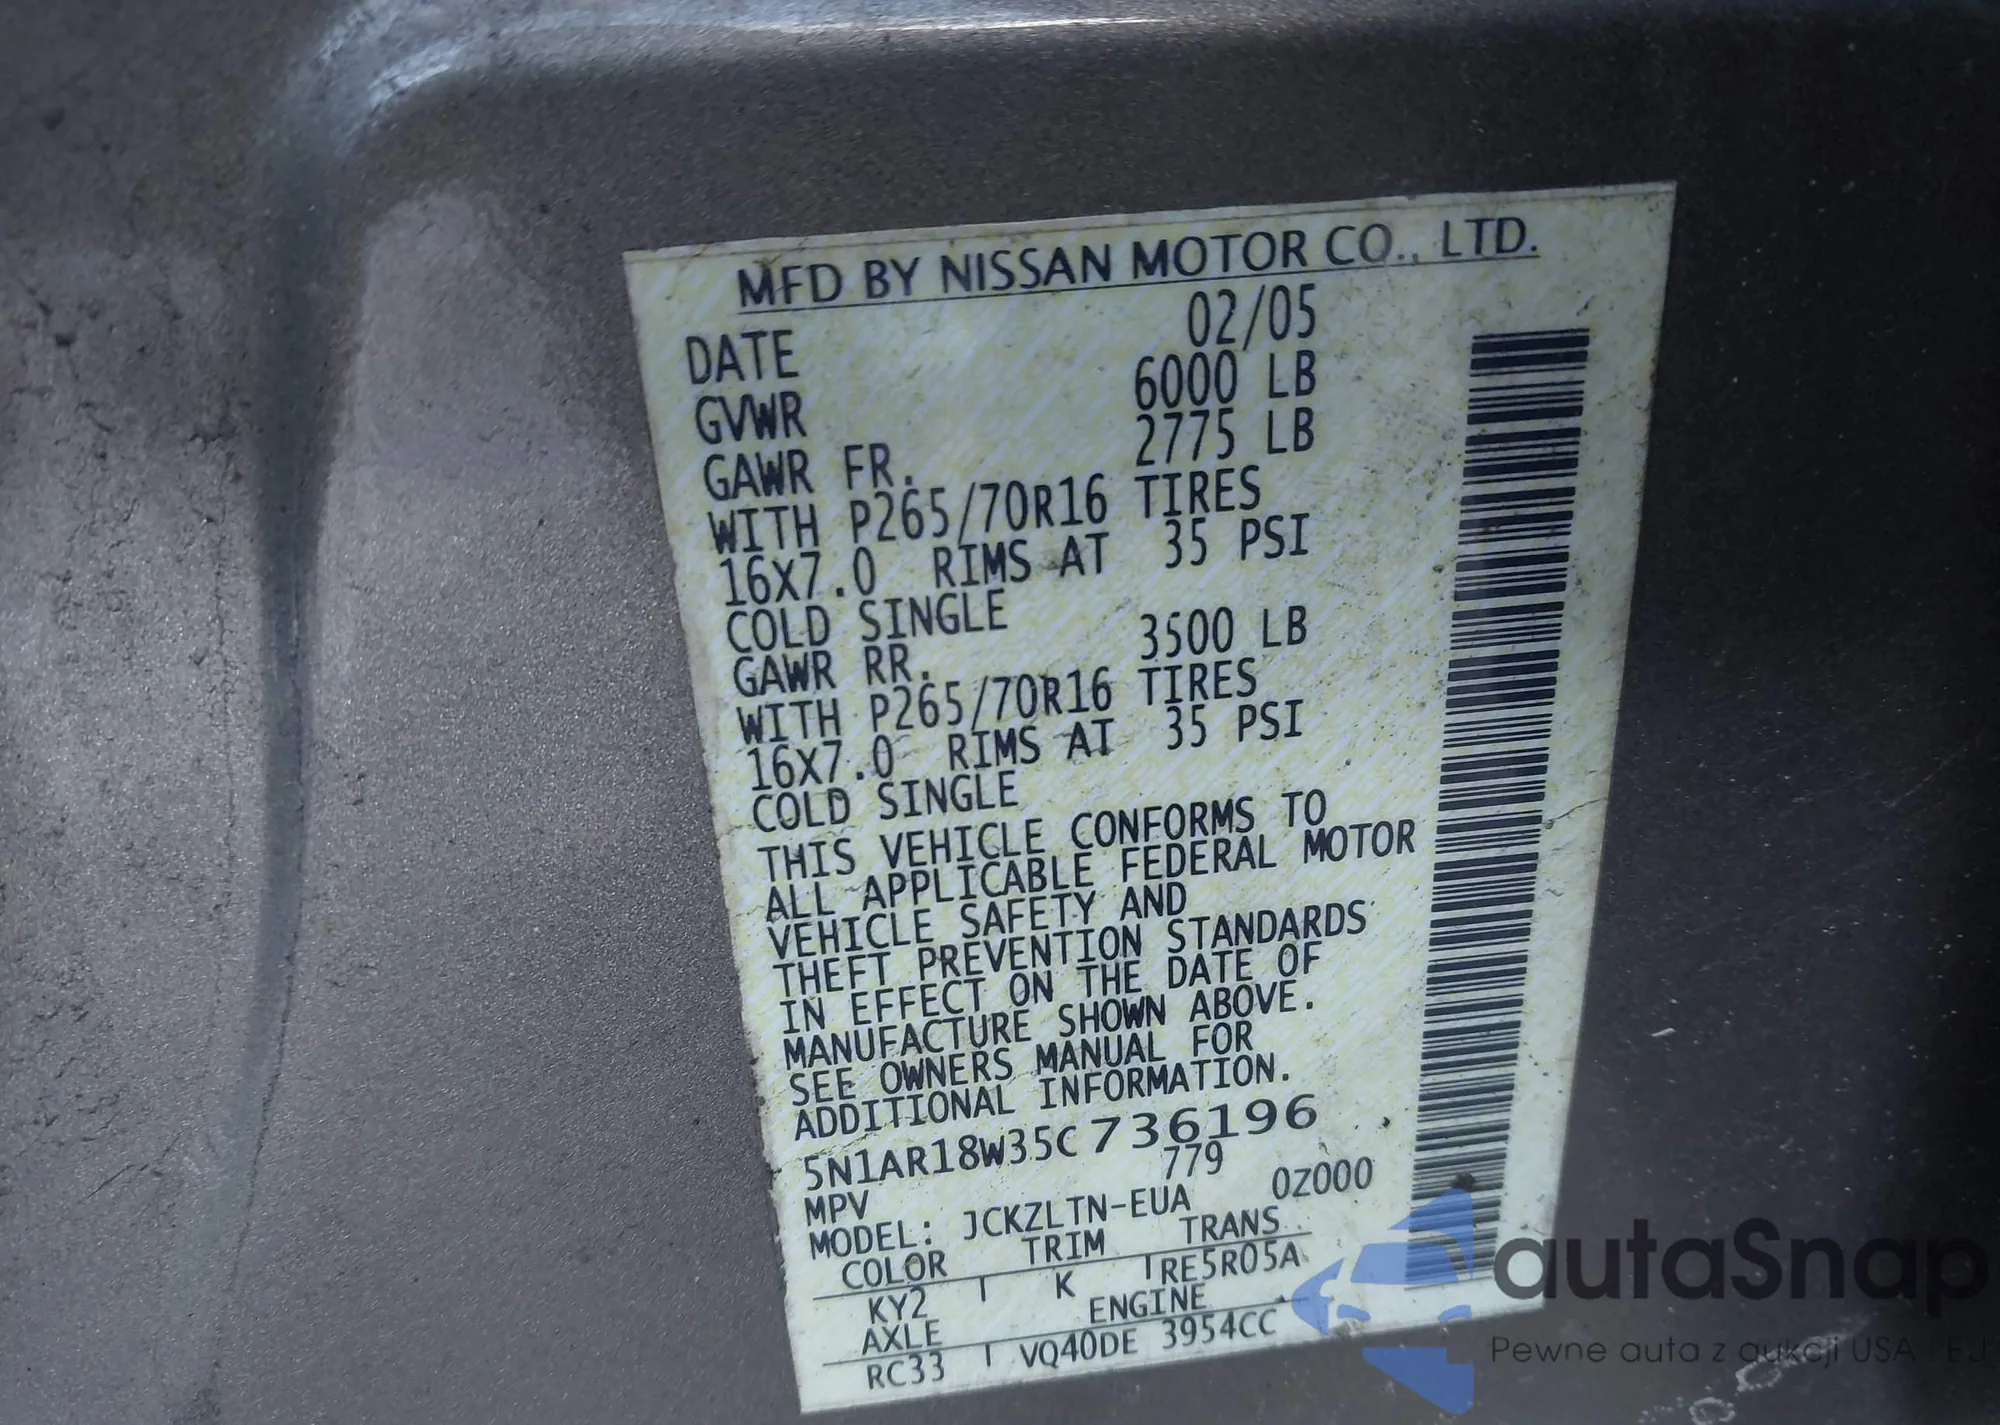 MFD BY NISSAN MOTOR CO., LTD.
DATE 02/05
GVWR 6000 LB
GAWR FR. 2775 LB
WITH P265/70R16 TIRES
16X7.0 RIMS AT 35 PSI
COLD SINGLE
GAWR RR. 3500 LB
WITH P265/70R16 TIRES
16X7.0 RIMS AT 35 PSI
COLD SINGLE
THIS VEHICLE CONFORMS TO
ALL APPLICABLE FEDERAL MOTOR
VEHICLE SAFETY AND
THEFT PREVENTION STANDARDS
IN EFFECT ON THE DATE OF
MANUFACTURE SHOWN ABOVE.
SEE OWNERS MANUAL FOR
ADDITIONAL INFORMATION.
5N1AR18W35C736196
MPV 779
MODEL: JCKZLTN-EUA 0Z000
COLOR TRIM TRANS
KY2 K RE5R05A
AXLE ENGINE
RC33 VQ40DE 3954CC
autaSnap
Pewne auta z aukcji USA · EU